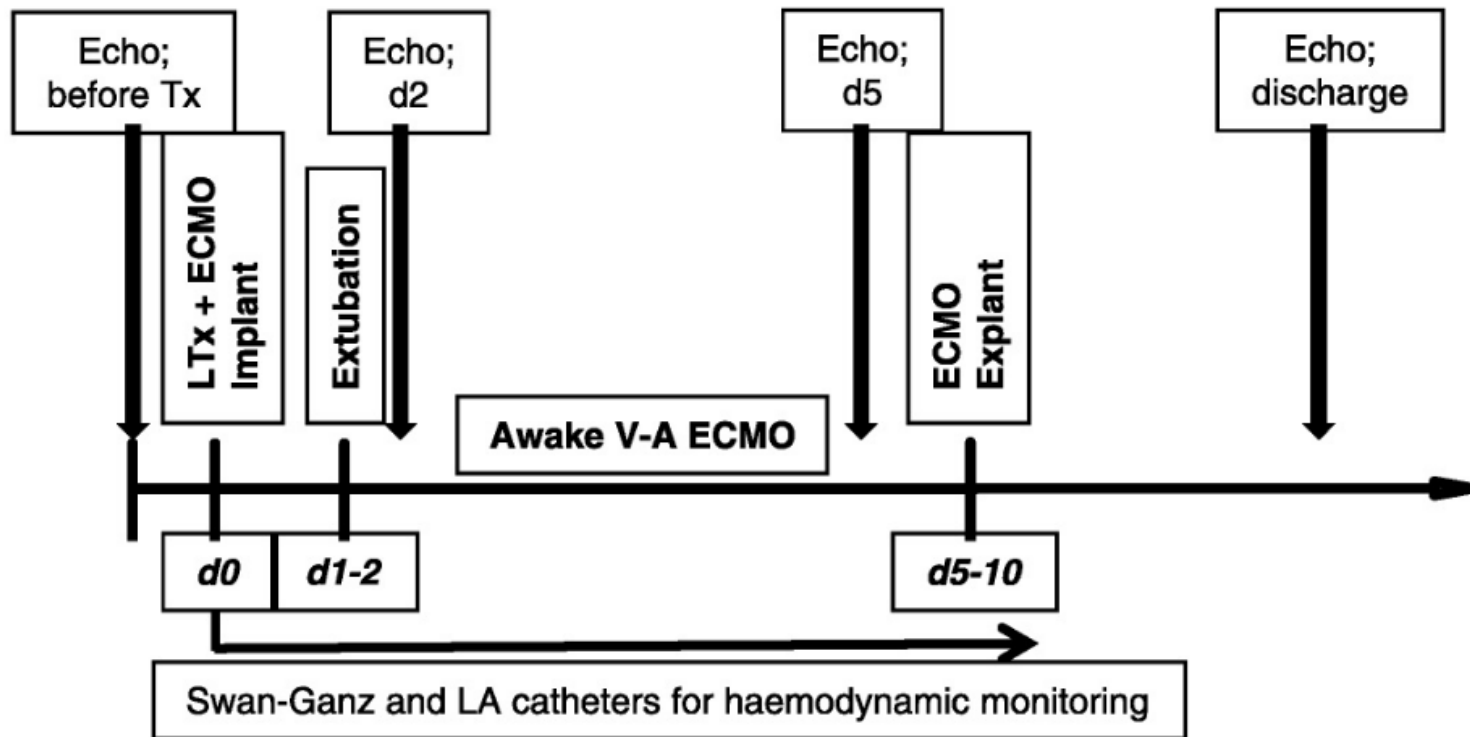 Echo;
before Tx
Echo;
d2
Echo;
d5
Echo;
discharge
LTx + ECMO
Implant
Extubation
ECMO
Explant
Awake V-A ECMO
d0
d1-2
d5-10
Swan-Ganz and LA catheters for haemodynamic monitoring